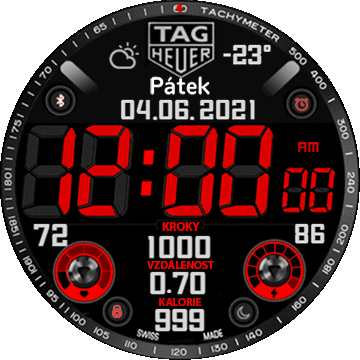 TACHYMETER
TAG
HEUER
-23°
Pátek
04.06.2021
12:00 00
AM
72
86
KROKY
1000
VZDÁLENOST
0.70
KALORIE
999
SWISS MADE